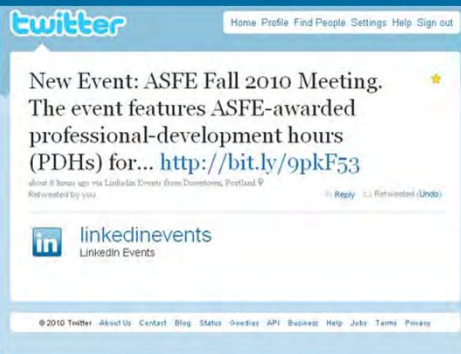 twitter
Home Profile Find People Settings Help Sign out
New Event: ASFE Fall 2010 Meeting.
The event features ASFE-awarded
professional-development hours
(PDHs) for... http://bit.ly/9pkF53
about 6 hours ago via LinkedIn Events from Downtown, Portland
Retweeted by you
Reply Retweeted (Undo)
in
linkedinevents
LinkedIn Events
© 2010 Twitter About Us Contact Blog Status Goodies API Business Help Jobs Terms Privacy